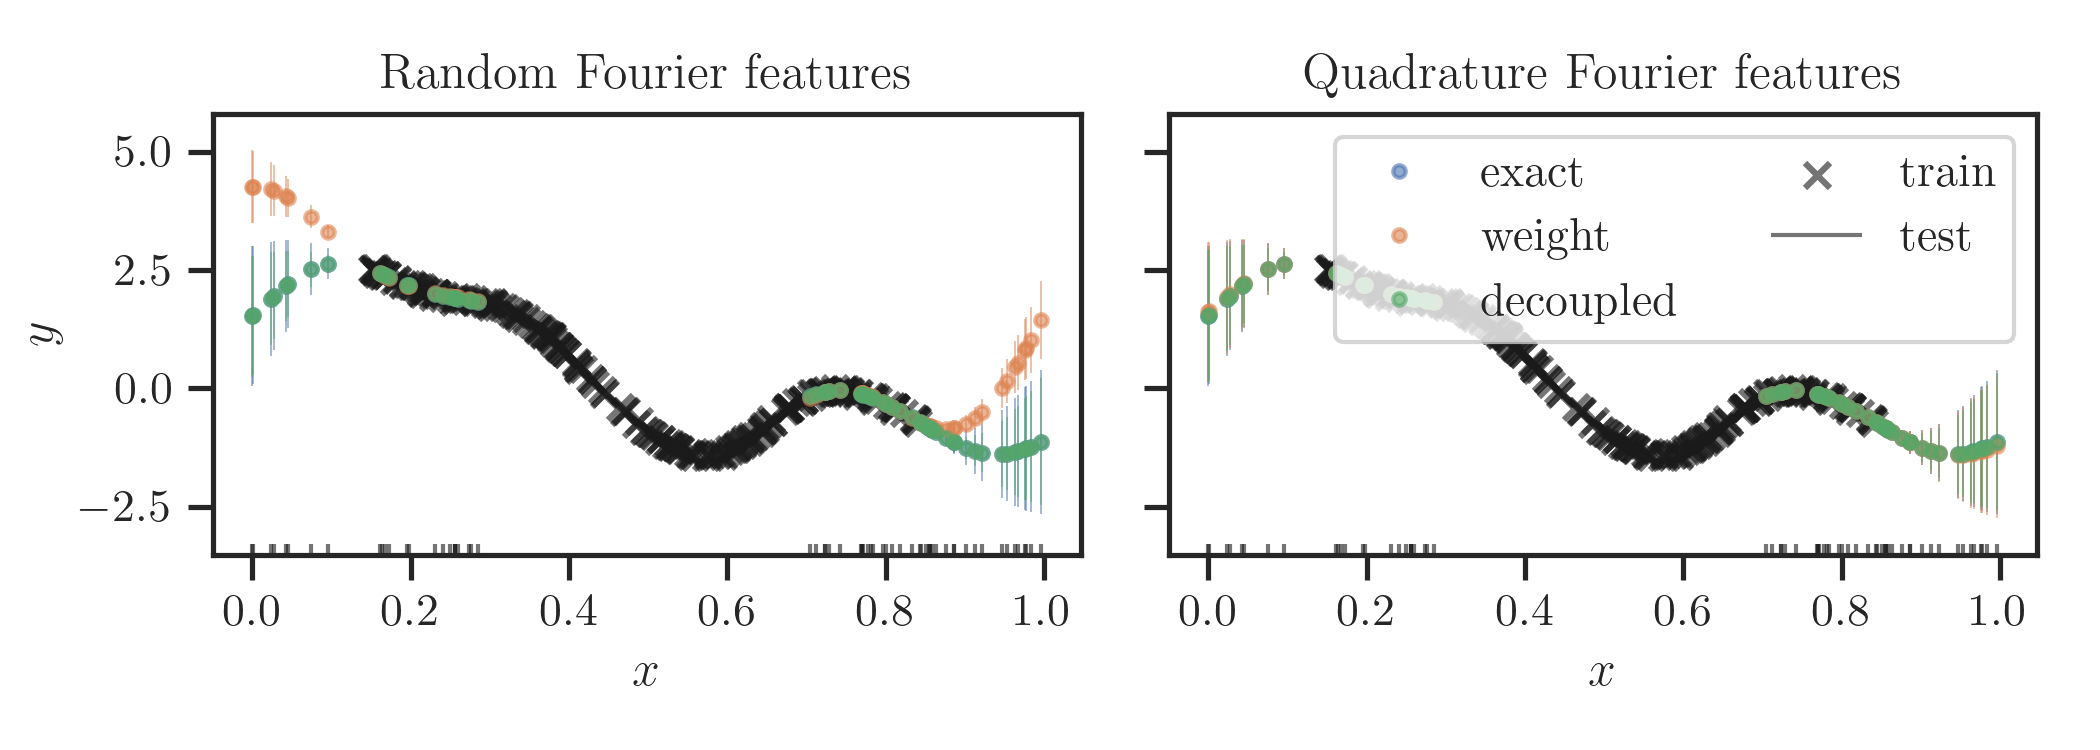 Random Fourier features
Quadrature Fourier features
y
5.0
2.5
0.0
−2.5
0.0 0.2 0.4 0.6 0.8 1.0
x
exact
weight
decoupled
train
test
0.0 0.2 0.4 0.6 0.8 1.0
x